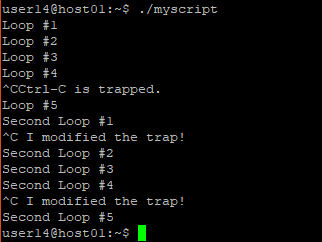 user14@host01:~$ ./myscript
Loop #1
Loop #2
Loop #3
Loop #4
^CCtrl-C is trapped.
Loop #5
Second Loop #1
^C I modified the trap!
Second Loop #2
Second Loop #3
Second Loop #4
^C I modified the trap!
Second Loop #5
user14@host01:~$